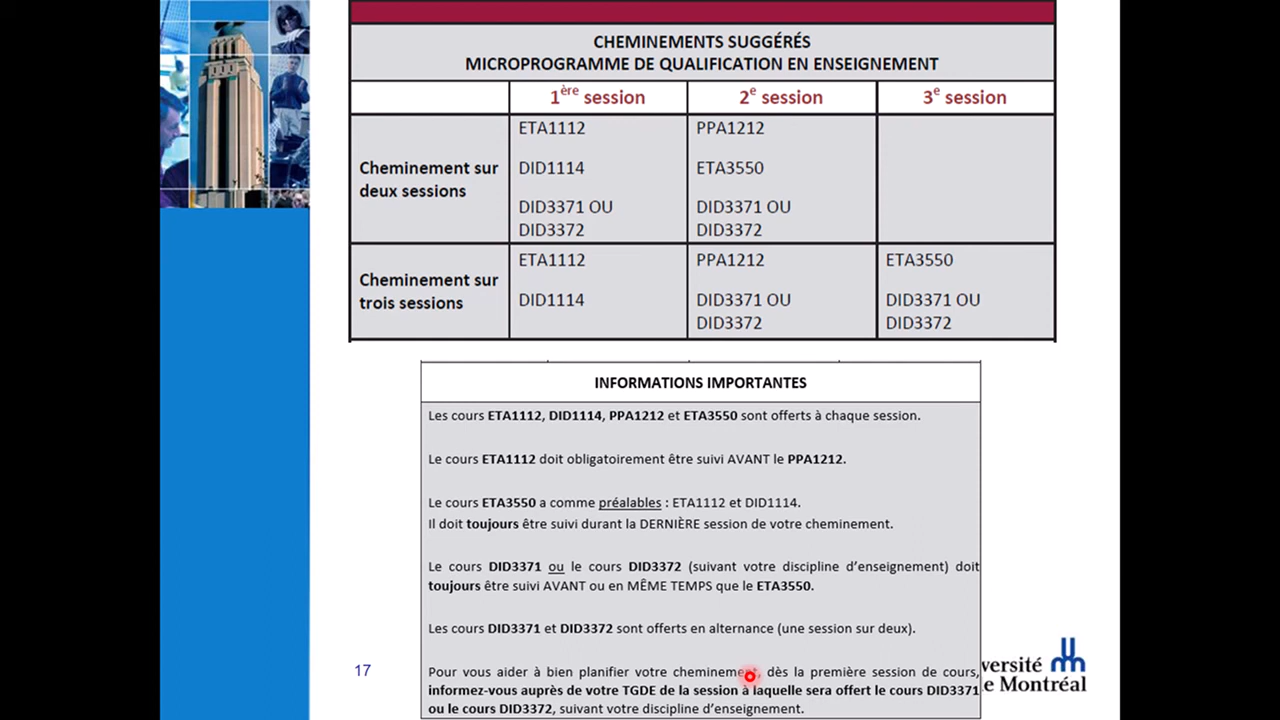 CHEMINEMENTS SUGGÉRÉS
MICROPROGRAMME DE QUALIFICATION EN ENSEIGNEMENT
1ère session 2e session 3e session
Cheminement sur
deux sessions
ETA1112
DID1114
DID3371 OU
DID3372
PPA1212
ETA3550
DID3371 OU
DID3372
Cheminement sur
trois sessions
ETA1112
DID1114
PPA1212
DID3371 OU
DID3372
ETA3550
DID3371 OU
DID3372
INFORMATIONS IMPORTANTES
Les cours ETA1112, DID1114, PPA1212 et ETA3550 sont offerts à chaque session.
Le cours ETA1112 doit obligatoirement être suivi AVANT le PPA1212.
Le cours ETA3550 a comme préalables : ETA1112 et DID1114.
Il doit toujours être suivi durant la DERNIÈRE session de votre cheminement.
Le cours DID3371 ou le cours DID3372 (suivant votre discipline d'enseignement) doit
toujours être suivi AVANT ou en MÊME TEMPS que le ETA3550.
Les cours DID3371 et DID3372 sont offerts en alternance (une session sur deux).
Pour vous aider à bien planifier votre cheminement, dès la première session de cours,
informez-vous auprès de votre TGDE de la session à laquelle sera offert le cours DID3371
ou le cours DID3372, suivant votre discipline d'enseignement.
17
versité
e Montréal